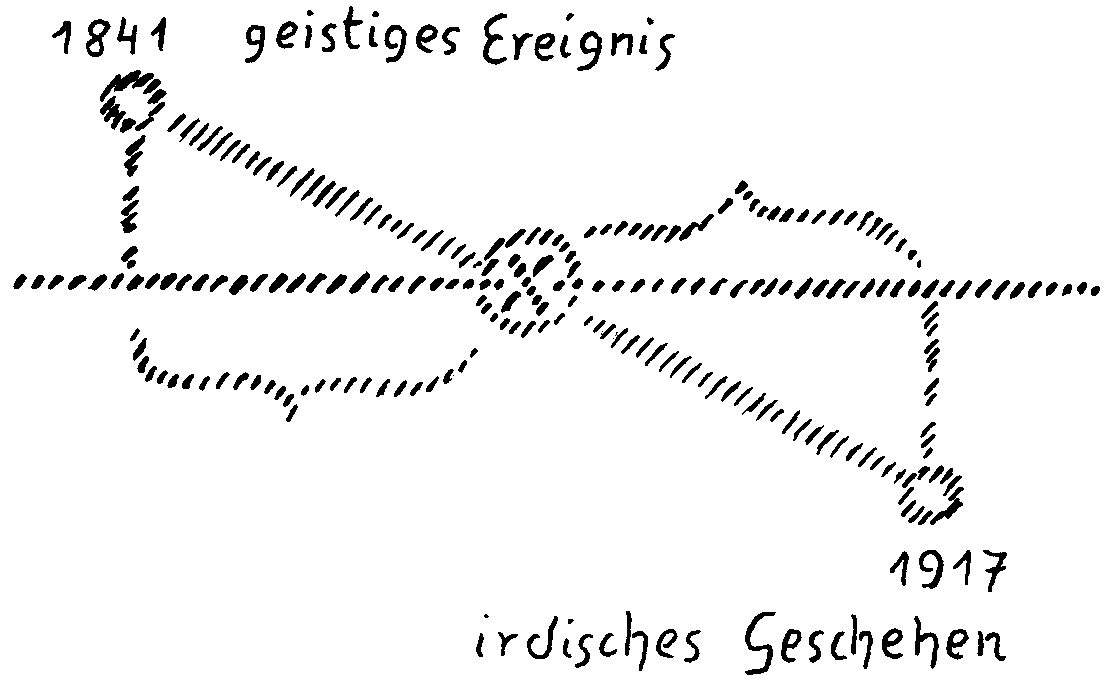 1841 geistiges Ereignis
1917
irdisches Geschehen